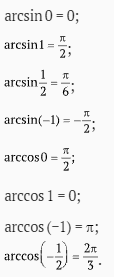 arcsin 0 = 0;
arcsin 1 = π/2;
arcsin 1/2 = π/6;
arcsin(−1) = −π/2;
arccos 0 = π/2;
arccos 1 = 0;
arccos (−1) = π;
arccos(−1/2) = 2π/3.